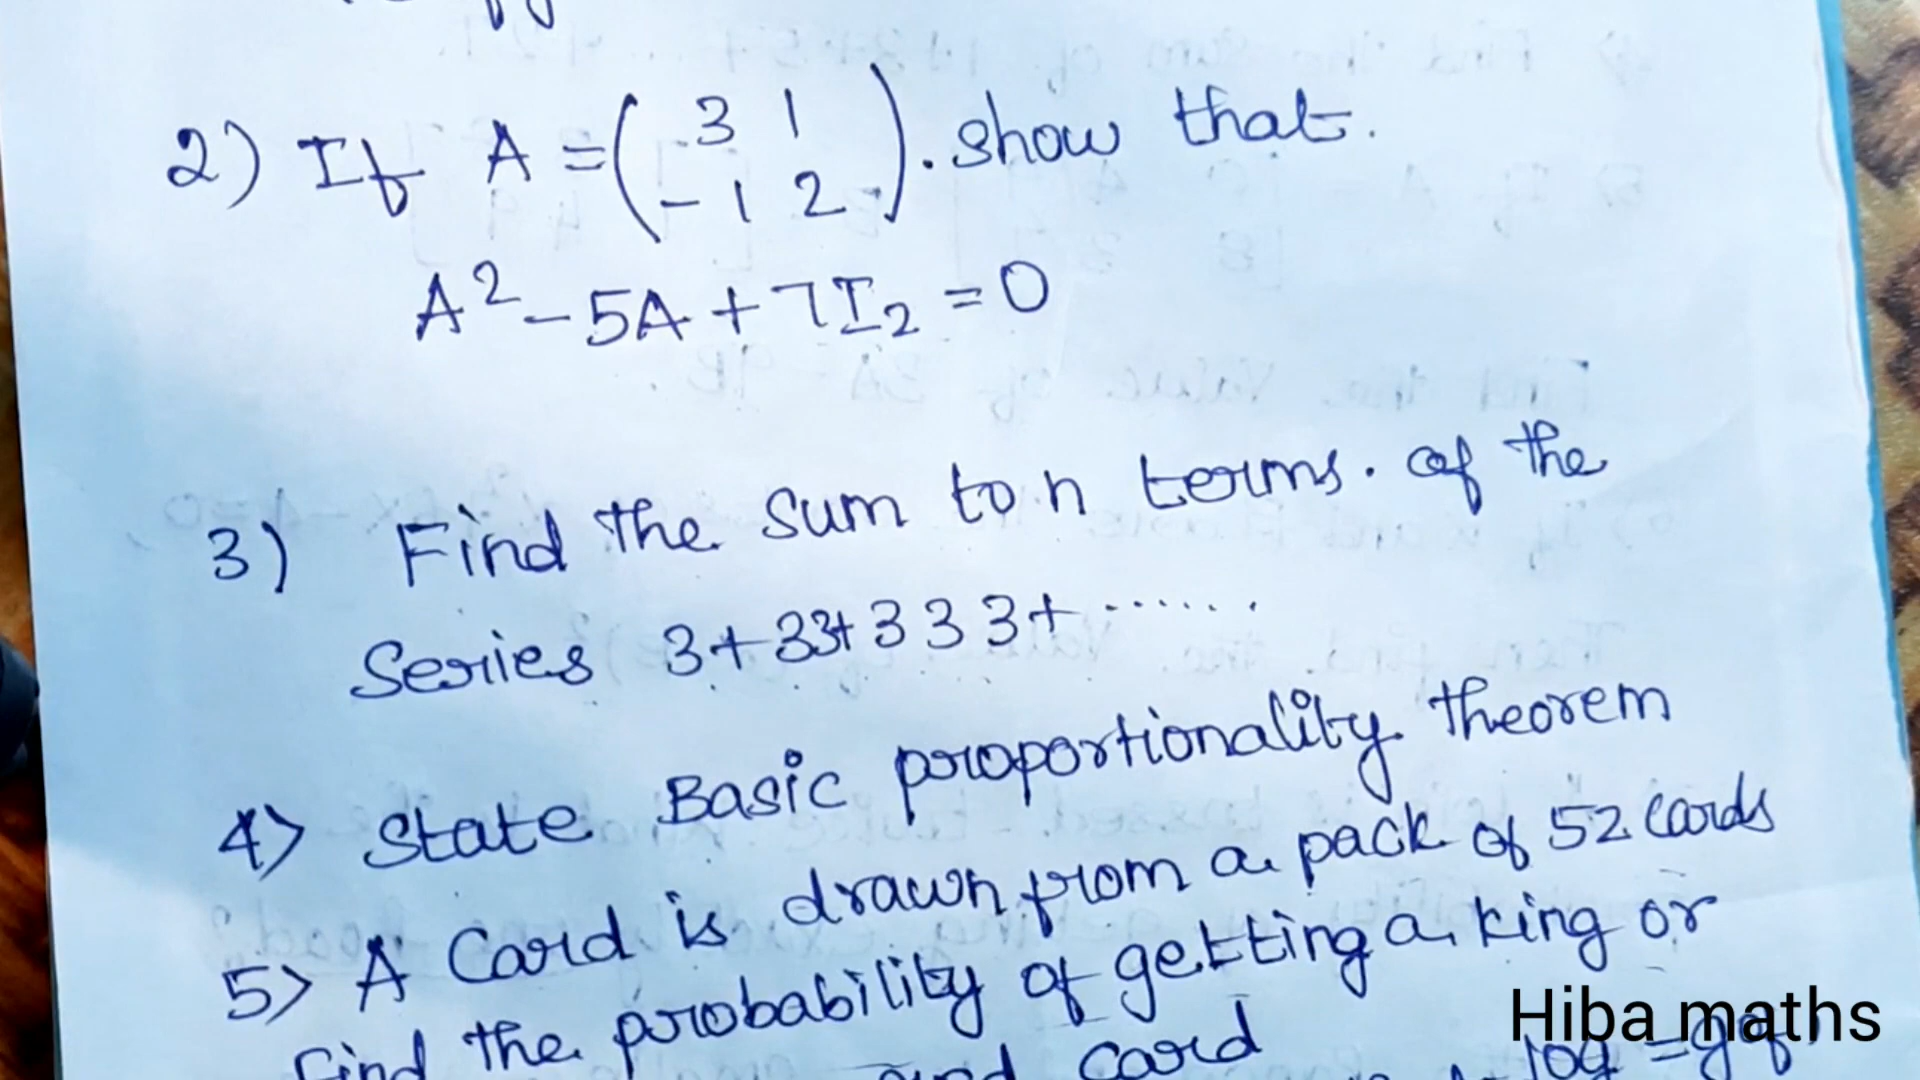 2) If A = ( 3 1 ). show that.
-1 2
A² - 5A + 7I₂ = 0
3) Find the sum to n terms. of the
Series 3+33+333+.......
4) State Basic proportionality theorem
5) A Card is drawn from a pack of 52 cards
Find the probability of getting a king or
card
Hiba maths